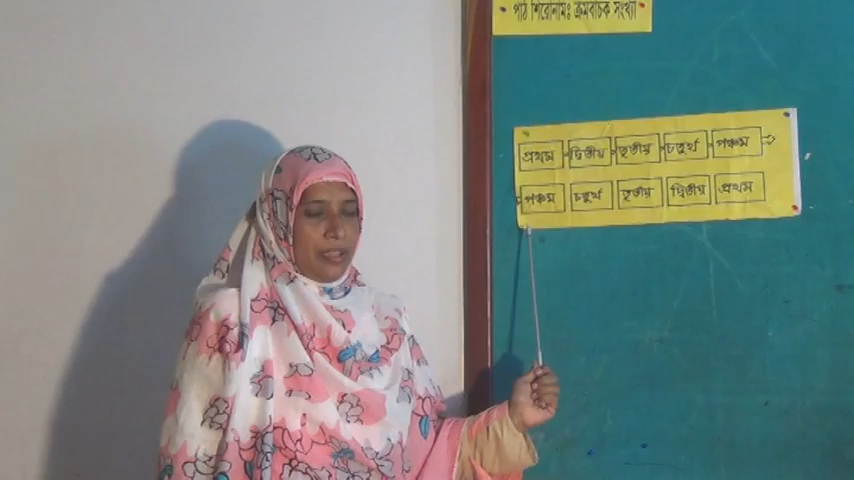 পাঠ শিরোনামঃ ক্রমবাচক সংখ্যা
প্রথম দ্বিতীয় তৃতীয় চতুর্থ পঞ্চম
পঞ্চম চতুর্থ তৃতীয় দ্বিতীয় প্রথম